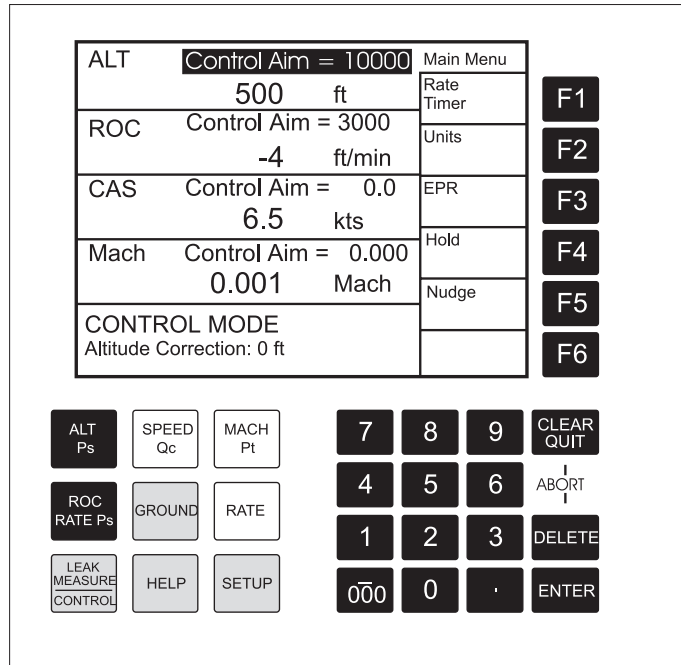 ALT Control Aim = 10000 Main Menu
500 ft
Rate
Timer
F1
ROC Control Aim = 3000
-4 ft/min
Units
F2
CAS Control Aim = 0.0
6.5 kts
EPR
F3
Mach Control Aim = 0.000
0.001 Mach
Hold
F4
Nudge
F5
CONTROL MODE
Altitude Correction: 0 ft
F6
ALT
Ps
SPEED
Qc
MACH
Pt
7 8 9
CLEAR
QUIT
ROC
RATE Ps
GROUND
RATE
4 5 6
ABORT
1 2 3
DELETE
LEAK
MEASURE
CONTROL
HELP
SETUP
000 0 .
ENTER